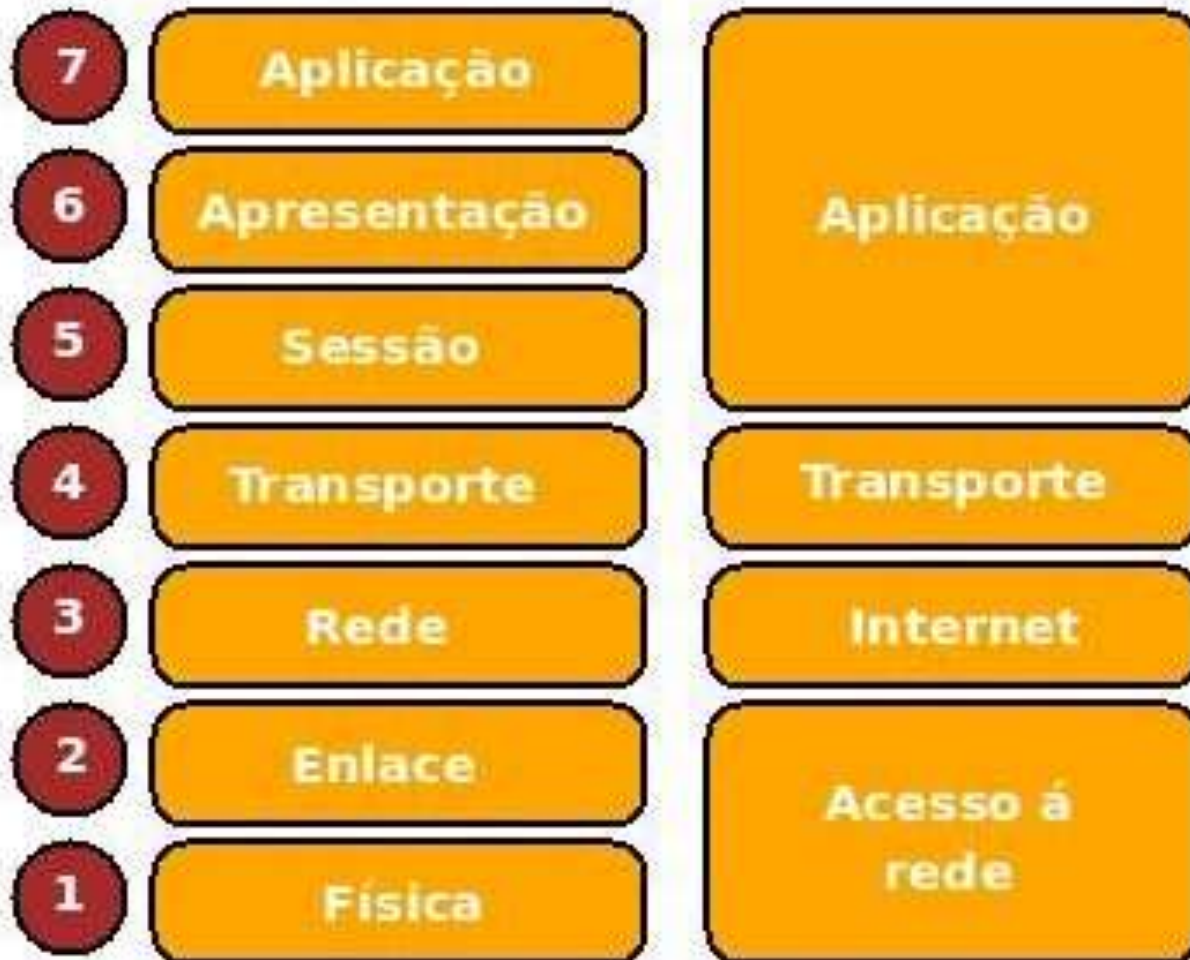 7
Aplicação
6
Apresentação
Aplicação
5
Sessão
4
Transporte
Transporte
3
Rede
Internet
2
Enlace
Acesso á
rede
1
Física